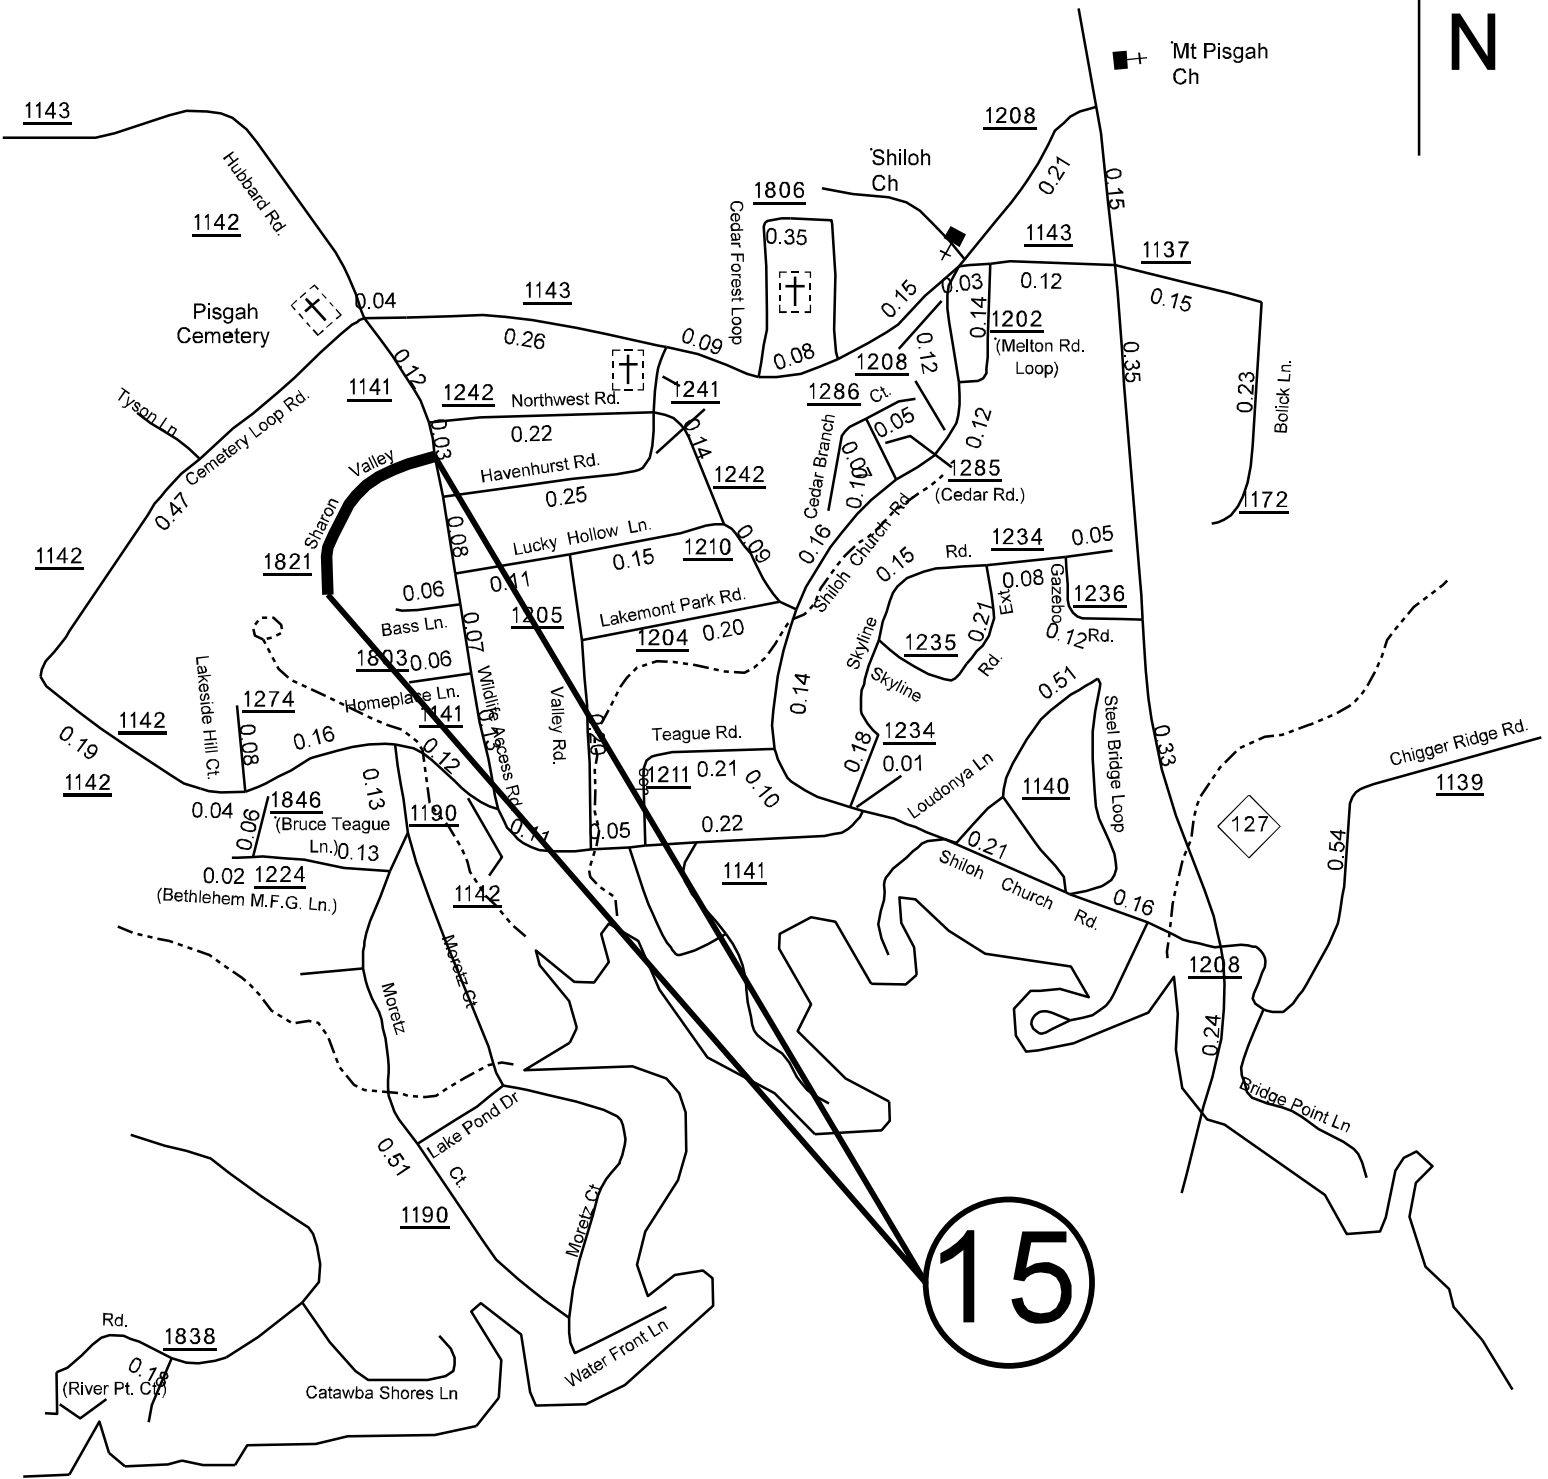 N
Mt Pisgah
Ch
1143
1208
Shiloh
Ch
Hubbard Rd.
1142
1806
0.21
0.15
Cedar Forest Loop
0.35
1143
1137
Pisgah
Cemetery
0.04
1143
0.26
0.09
0.15
0.03
0.12
0.15
0.14
1202
(Melton Rd.
Loop)
0.08
1208
0.12
0.35
0.12
1141
1242
Northwest Rd.
1241
1286
Ct.
0.05
0.23
Bolick Ln.
Tyson Ln
Cemetery Loop Rd.
0.03
0.22
0.14
Cedar Branch
0.07
0.10
0.12
Valley
Havenhurst Rd.
0.25
1242
1285
(Cedar Rd.)
1172
0.47
Sharon
0.08
Lucky Hollow Ln.
0.15
1210
0.09
0.16
Shiloh Church Rd
0.15
Rd.
1234
0.05
1142
1821
0.06
0.11
1205
Lakemont Park Rd.
0.08
Gazebo
1236
Bass Ln.
0.07
1204
0.20
Skyline
1235
0.21
Ext.
0.12
Rd.
1803
0.06
Homeplace Ln.
Wildlife Access Rd.
Valley Rd.
Skyline
Rd.
0.51
Lakeside Hill Ct.
1274
1141
0.13
0.20
0.14
Steel Bridge Loop
1142
0.19
0.08
0.16
0.12
Teague Rd.
0.18
1234
0.01
0.33
Chigger Ridge Rd.
1142
0.13
1211
0.21
0.10
Loudonya Ln
1140
1139
0.04
0.06
1846
(Bruce Teague
Ln.)
0.13
1190
0.11
0.05
0.22
0.21
127
0.54
0.02
1224
(Bethlehem M.F.G. Ln.)
1142
1141
Shiloh Church Rd.
0.16
Moretz Ct
1208
Moretz
0.24
Lake Pond Dr
Bridge Point Ln
0.51
Ct.
1190
Moretz Ct
15
Rd.
1838
0.18
(River Pt. Ct.)
Catawba Shores Ln
Water Front Ln